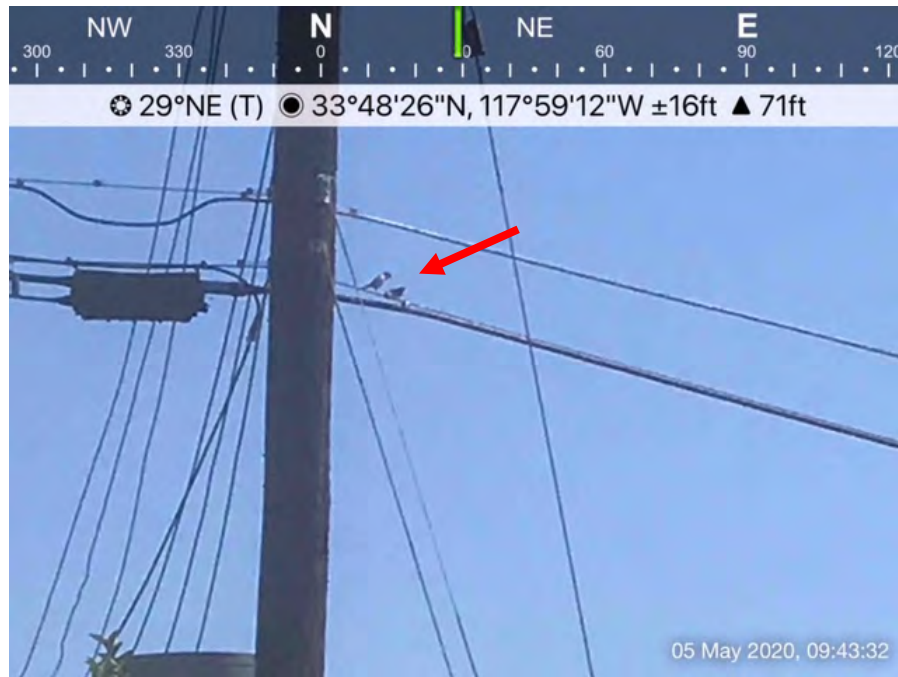 NW N NE E
300 330 0 30 60 90 120
29°NE (T) 33°48'26"N, 117°59'12"W ±16ft ▲ 71ft
05 May 2020, 09:43:32